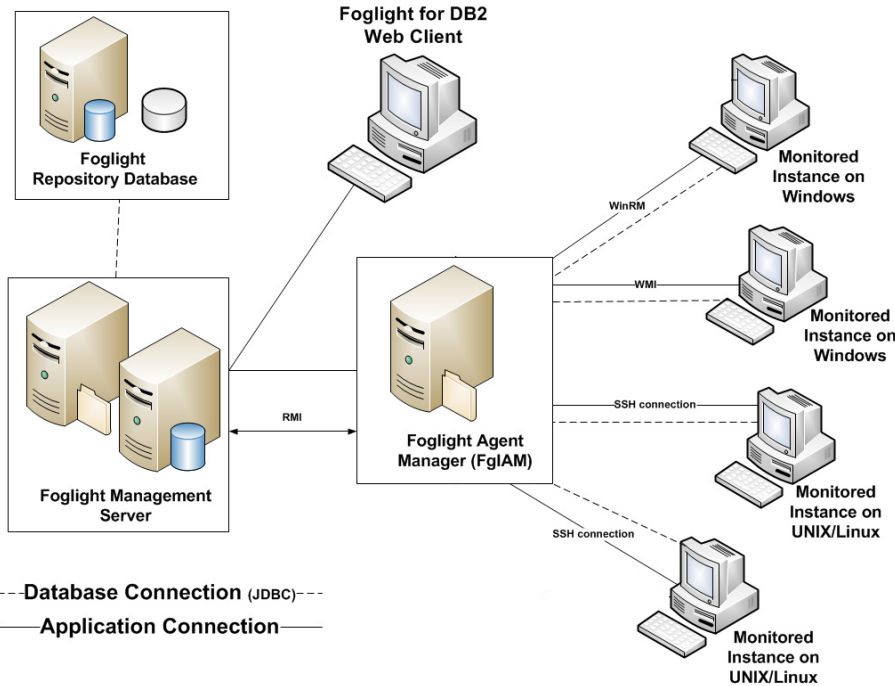 Foglight for DB2
Web Client
Foglight
Repository Database
Monitored
Instance on
Windows
WinRM
WMI
Monitored
Instance on
Windows
SSH connection
RMI
Foglight Agent
Manager (FglAM)
Foglight Management
Server
Monitored
Instance on
UNIX/Linux
SSH connection
Database Connection (JDBC)
Application Connection
Monitored
Instance on
UNIX/Linux